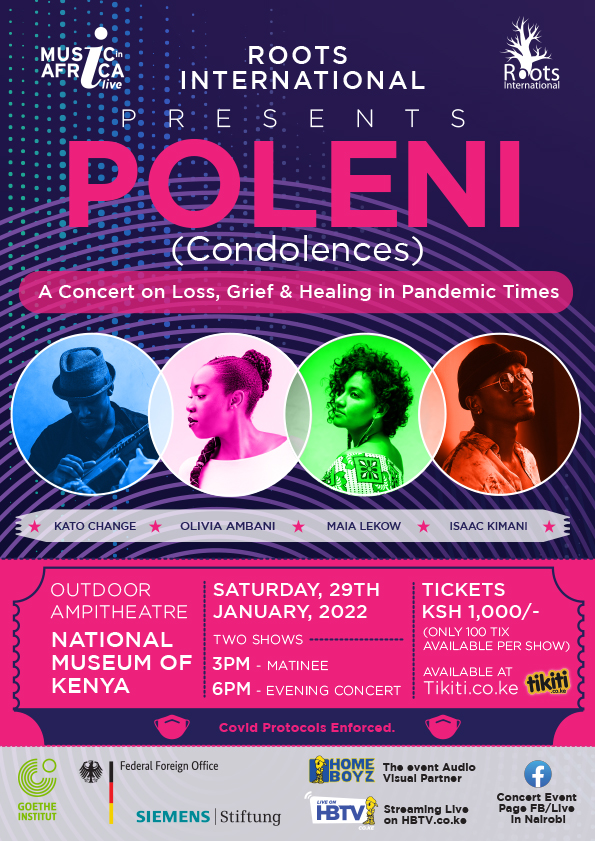 MUSIC in
AFRICA
live
ROOTS
INTERNATIONAL
Roots
International
PRESENTS
POLENI
(Condolences)
A Concert on Loss, Grief & Healing in Pandemic Times
KATO CHANGE
OLIVIA AMBANI
MAIA LEKOW
ISAAC KIMANI
OUTDOOR
AMPITHEATRE
NATIONAL
MUSEUM OF
KENYA
SATURDAY, 29TH
JANUARY, 2022
TWO SHOWS
3PM - MATINEE
6PM - EVENING CONCERT
TICKETS
KSH 1,000/-
(ONLY 100 TIX
AVAILABLE PER SHOW)
AVAILABLE AT
Tikiti.co.ke
tikiti
.co.ke
Covid Protocols Enforced.
GOETHE
INSTITUT
Federal Foreign Office
SIEMENS | Stiftung
HOME
BOYZ
The event Audio
Visual Partner
LIVE ON
HBTV
.CO.KE
Streaming Live
on HBTV.co.ke
f
Concert Event
Page FB/Live
in Nairobi